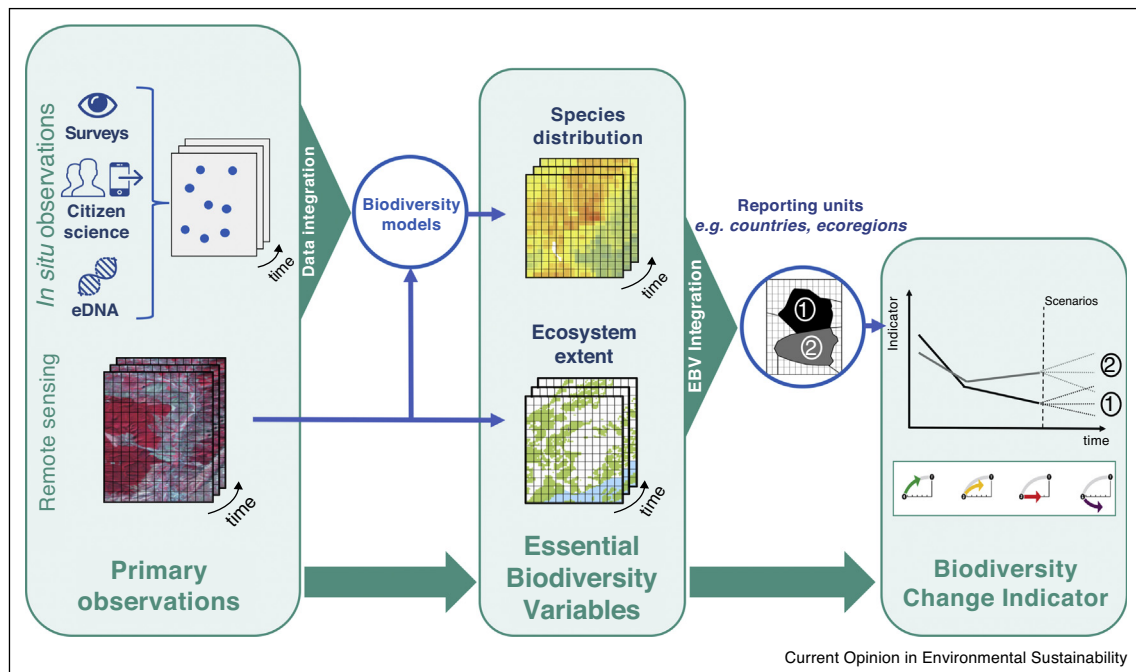 In situ observations
Surveys
Citizen
science
eDNA
time
Data integration
Remote sensing
time
Primary
observations
Biodiversity
models
Species
distribution
time
Ecosystem
extent
time
Essential
Biodiversity
Variables
EBV Integration
Reporting units
e.g. countries, ecoregions
1
2
Indicator
Scenarios
2
1
time
Biodiversity
Change Indicator
Current Opinion in Environmental Sustainability